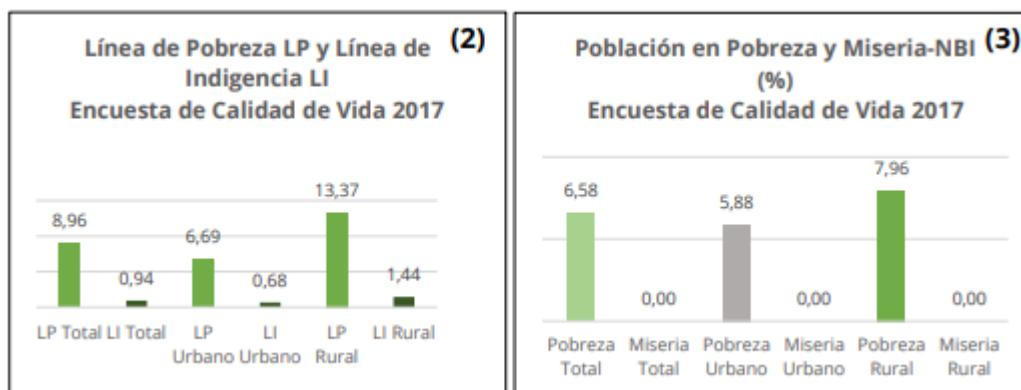 Línea de Pobreza LP y Línea de (2)
Indigencia LI
Encuesta de Calidad de Vida 2017
13,37
8,96
6,69
0,94
0,68
1,44
LP Total LI Total LP LI LP LI Rural
Urbano Urbano Rural
Población en Pobreza y Miseria-NBI (3)
(%)
Encuesta de Calidad de Vida 2017
7,96
6,58
5,88
0,00 0,00 0,00
Pobreza Miseria Pobreza Miseria Pobreza Miseria
Total Total Urbano Urbano Rural Rural